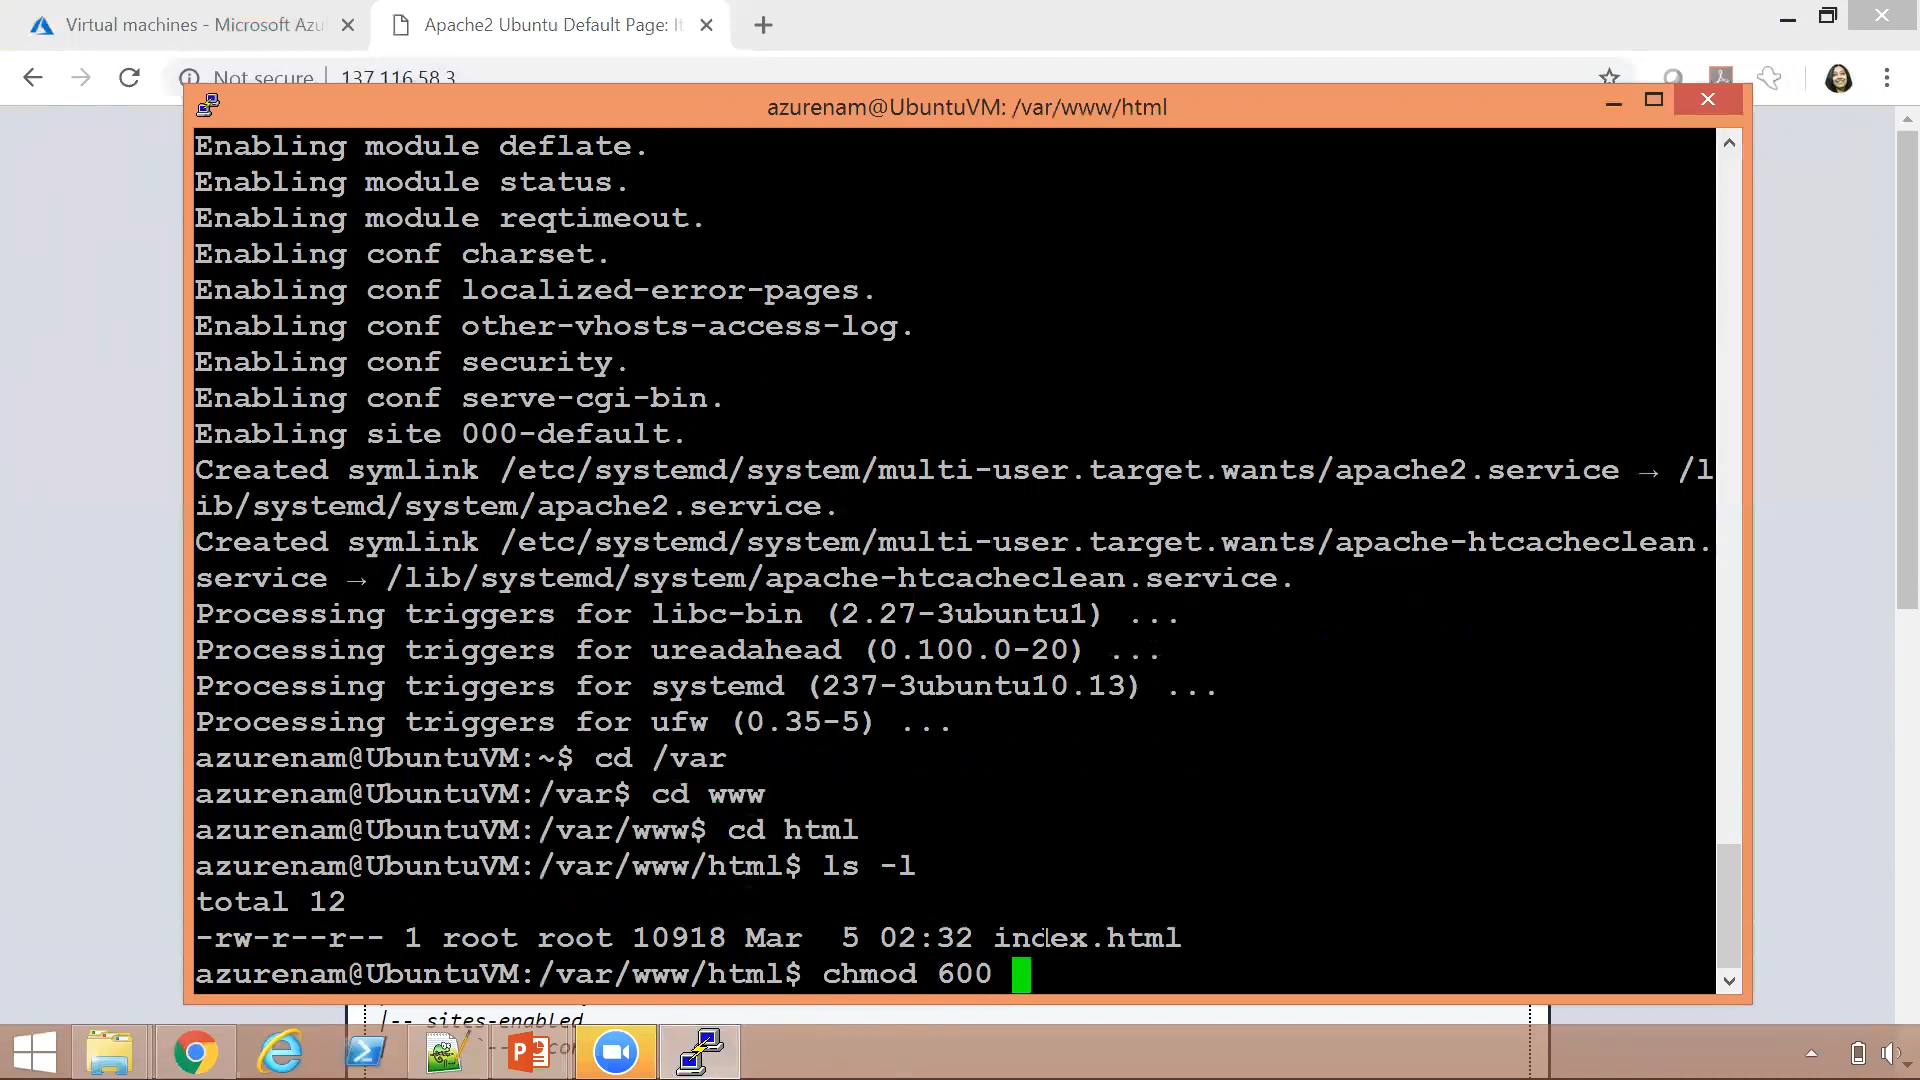 Virtual machines - Microsoft Azu
Apache2 Ubuntu Default Page: It
Not secure | 137.116.58.3
azurenam@UbuntuVM: /var/www/html
Enabling module deflate.
Enabling module status.
Enabling module reqtimeout.
Enabling conf charset.
Enabling conf localized-error-pages.
Enabling conf other-vhosts-access-log.
Enabling conf security.
Enabling conf serve-cgi-bin.
Enabling site 000-default.
Created symlink /etc/systemd/system/multi-user.target.wants/apache2.service → /l
ib/systemd/system/apache2.service.
Created symlink /etc/systemd/system/multi-user.target.wants/apache-htcacheclean.
service → /lib/systemd/system/apache-htcacheclean.service.
Processing triggers for libc-bin (2.27-3ubuntu1) ...
Processing triggers for ureadahead (0.100.0-20) ...
Processing triggers for systemd (237-3ubuntu10.13) ...
Processing triggers for ufw (0.35-5) ...
azurenam@UbuntuVM:~$ cd /var
azurenam@UbuntuVM:/var$ cd www
azurenam@UbuntuVM:/var/www$ cd html
azurenam@UbuntuVM:/var/www/html$ ls -l
total 12
-rw-r--r-- 1 root root 10918 Mar  5 02:32 index.html
azurenam@UbuntuVM:/var/www/html$ chmod 600
|-- sites-enabled